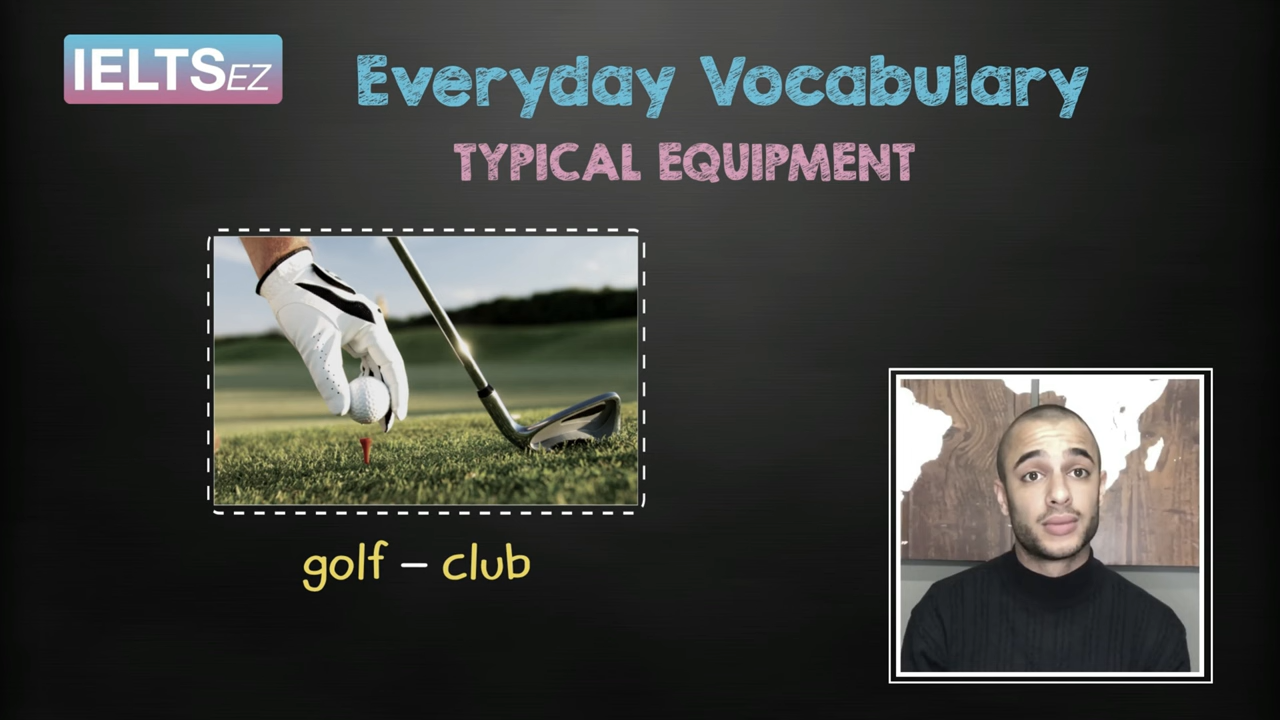 IELTSEZ
Everyday Vocabulary
TYPICAL EQUIPMENT
golf – club